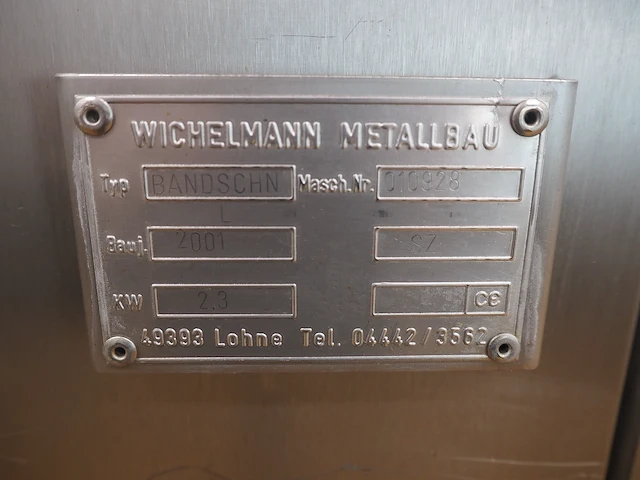 WICHELMANN METALLBAU
Typ BANDSCHN Masch.Nr. 010928
L
Bauj. 2001 SZ
KW 2.3 CE
49393 Lohne Tel. 04442/3562